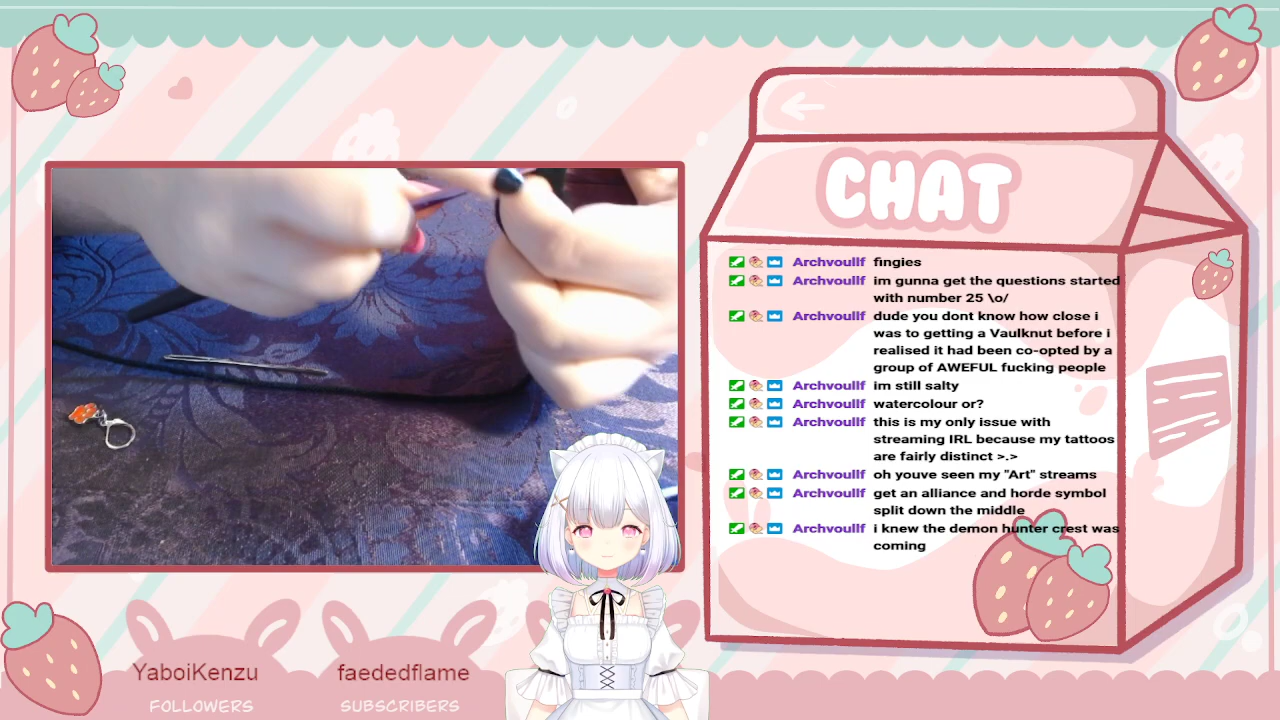 CHAT
Archvoullf fingies
Archvoullf im gunna get the questions started
with number 25 \o/
Archvoullf dude you dont know how close i
was to getting a Vaulknut before i
realised it had been co-opted by a
group of AWEFUL fucking people
Archvoullf im still salty
Archvoullf watercolour or?
Archvoullf this is my only issue with
streaming IRL because my tattoos
are fairly distinct >.>
Archvoullf oh youve seen my "Art" streams
Archvoullf get an alliance and horde symbol
split down the middle
Archvoullf i knew the demon hunter crest was
coming
YaboiKenzu
FOLLOWERS
faededflame
SUBSCRIBERS